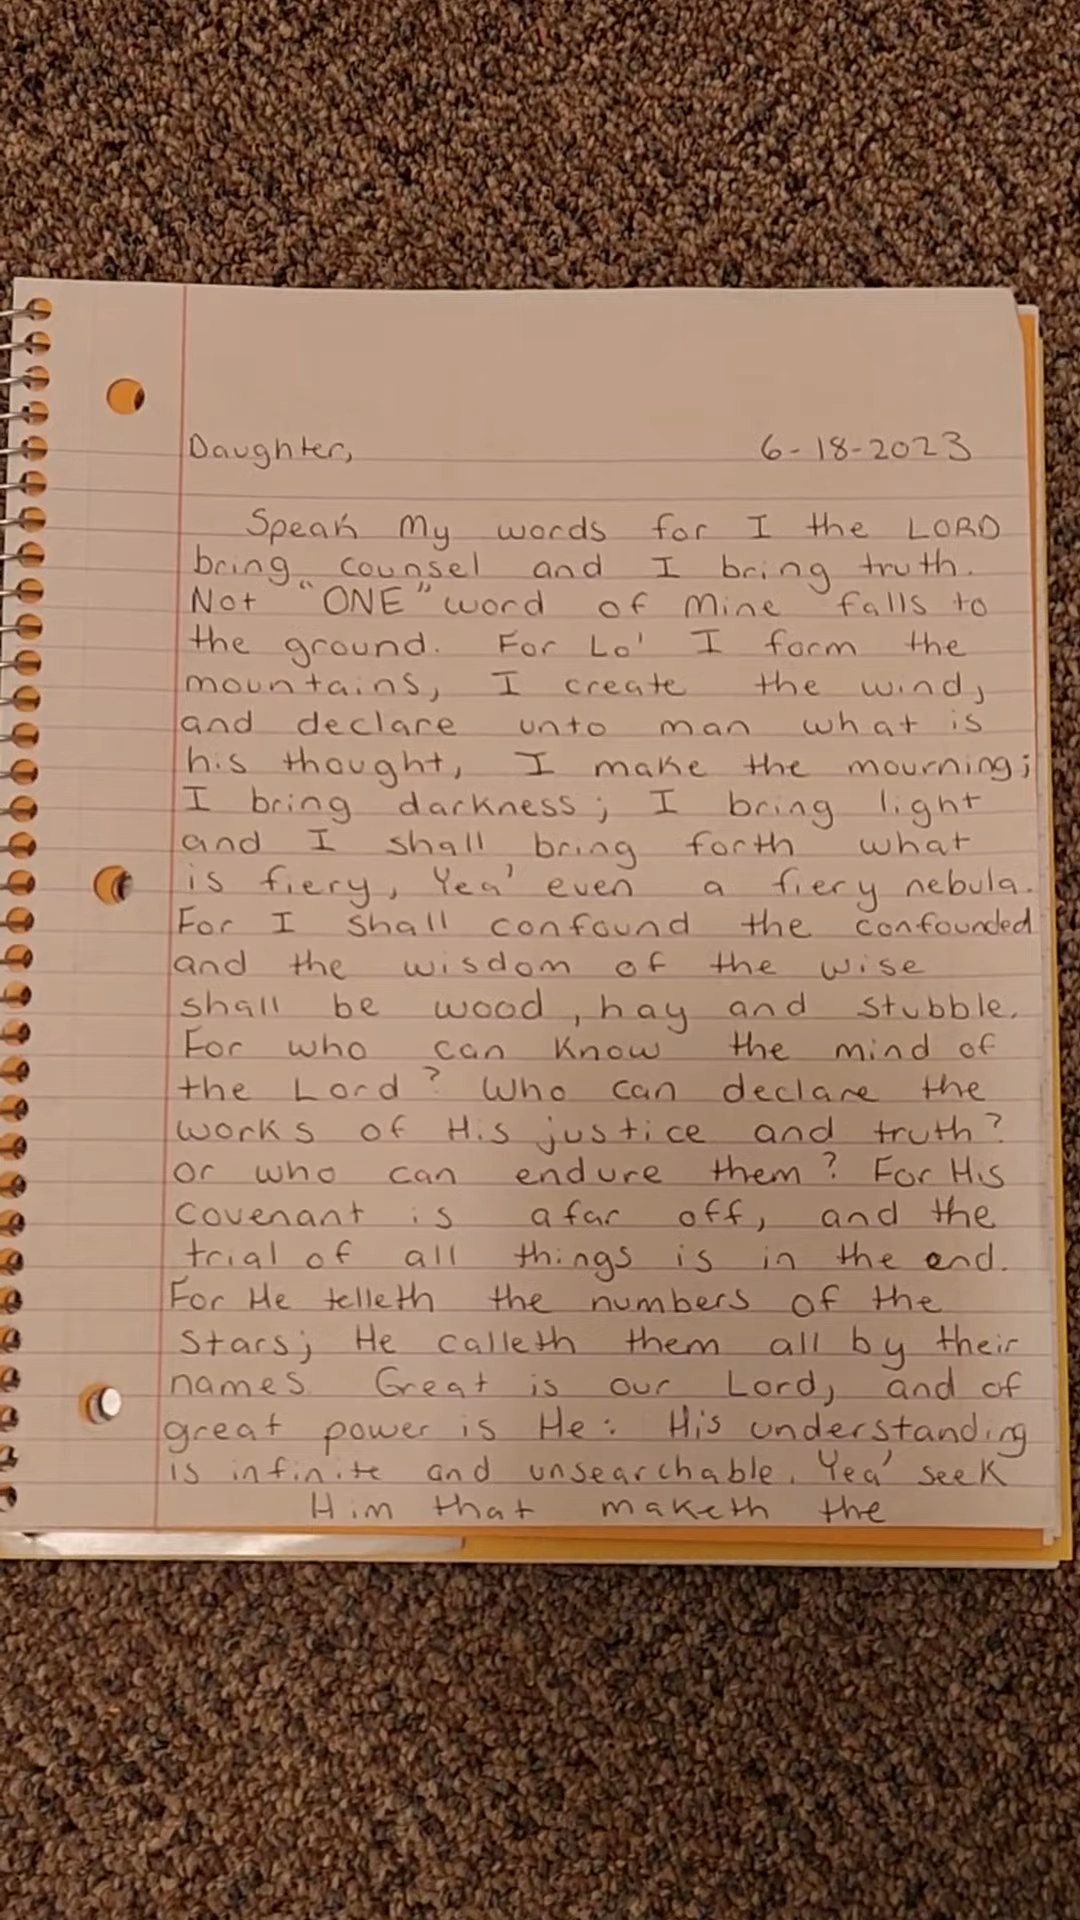 Daughter, 6-18-2023
Speak My words for I the LORD
bring counsel and I bring truth.
Not "ONE" word of Mine falls to
the ground. For Lo' I form the
mountains, I create the wind,
and declare unto man what is
his thought, I make the mourning;
I bring darkness; I bring light
and I shall bring forth what
is fiery, Yea' even a fiery nebula.
For I shall confound the confounded
and the wisdom of the wise
shall be wood, hay and stubble.
For who can know the mind of
the Lord? Who can declare the
works of His justice and truth?
or who can endure them? For His
covenant is afar off, and the
trial of all things is in the end.
For He telleth the numbers of the
stars; He calleth them all by their
names. Great is our Lord, and of
great power is He: His understanding
is infinite and unsearchable. Yea' seek
Him that maketh the